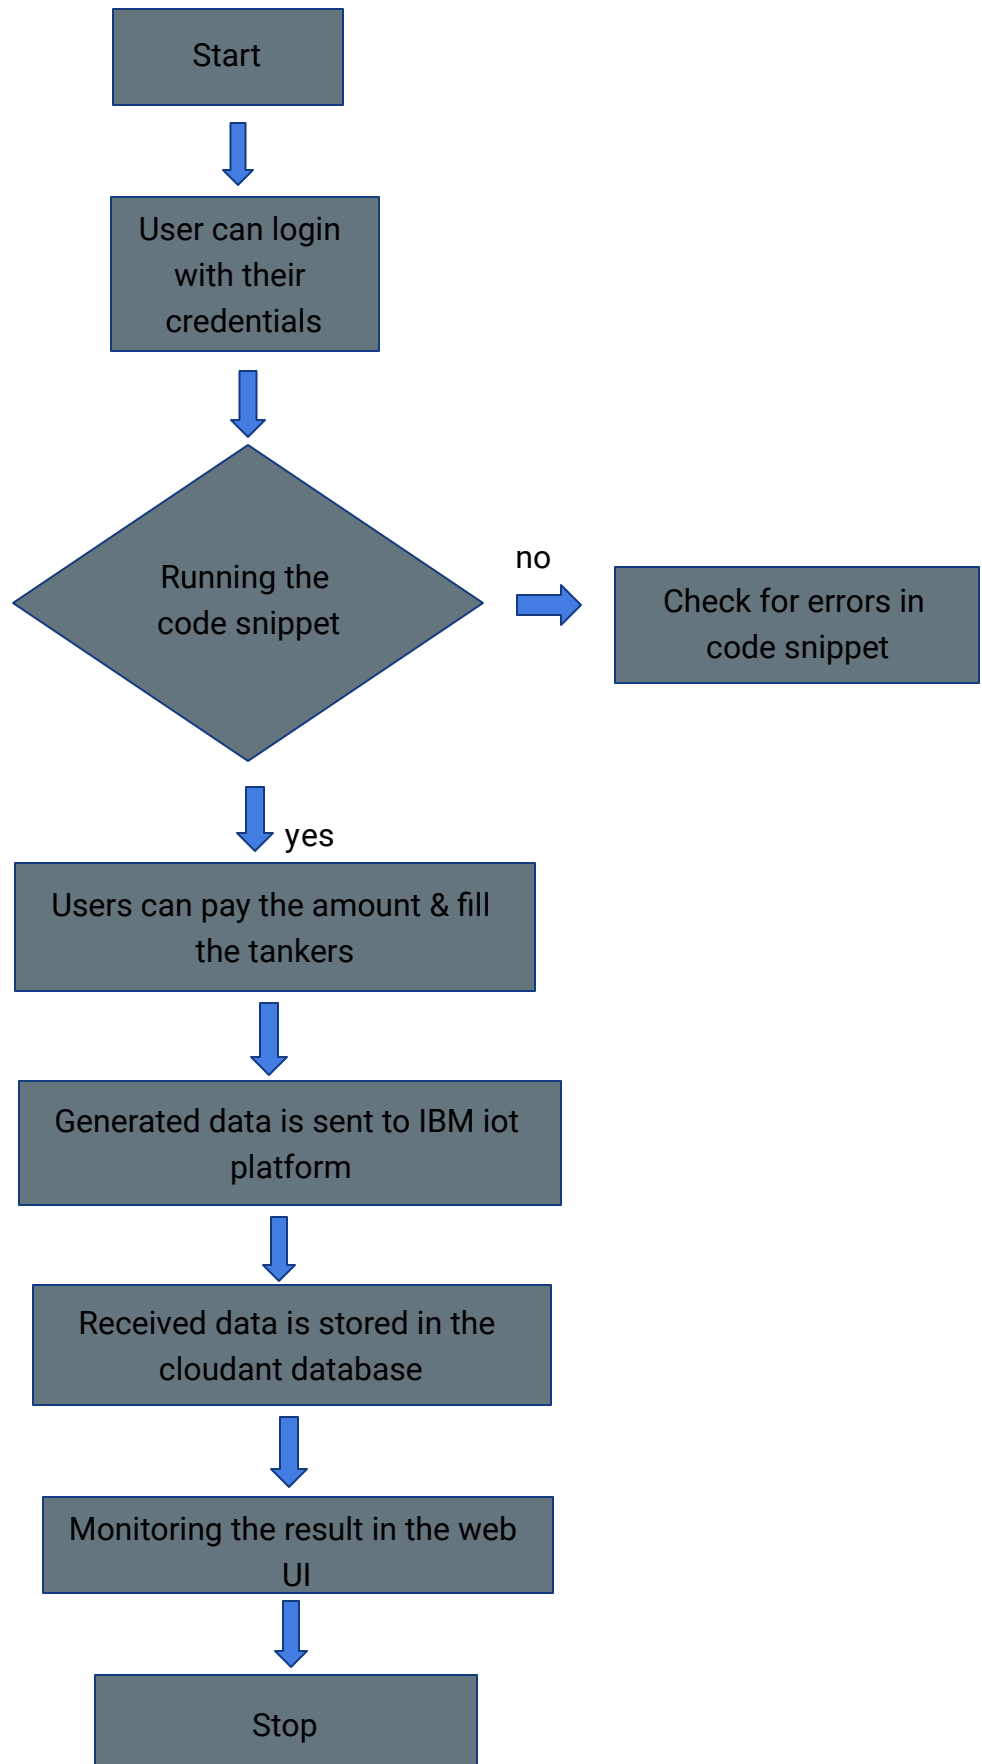 Start
User can login
with their
credentials
Running the
code snippet
no
Check for errors in
code snippet
yes
Users can pay the amount & fill
the tankers
Generated data is sent to IBM iot
platform
Received data is stored in the
cloudant database
Monitoring the result in the web
UI
Stop